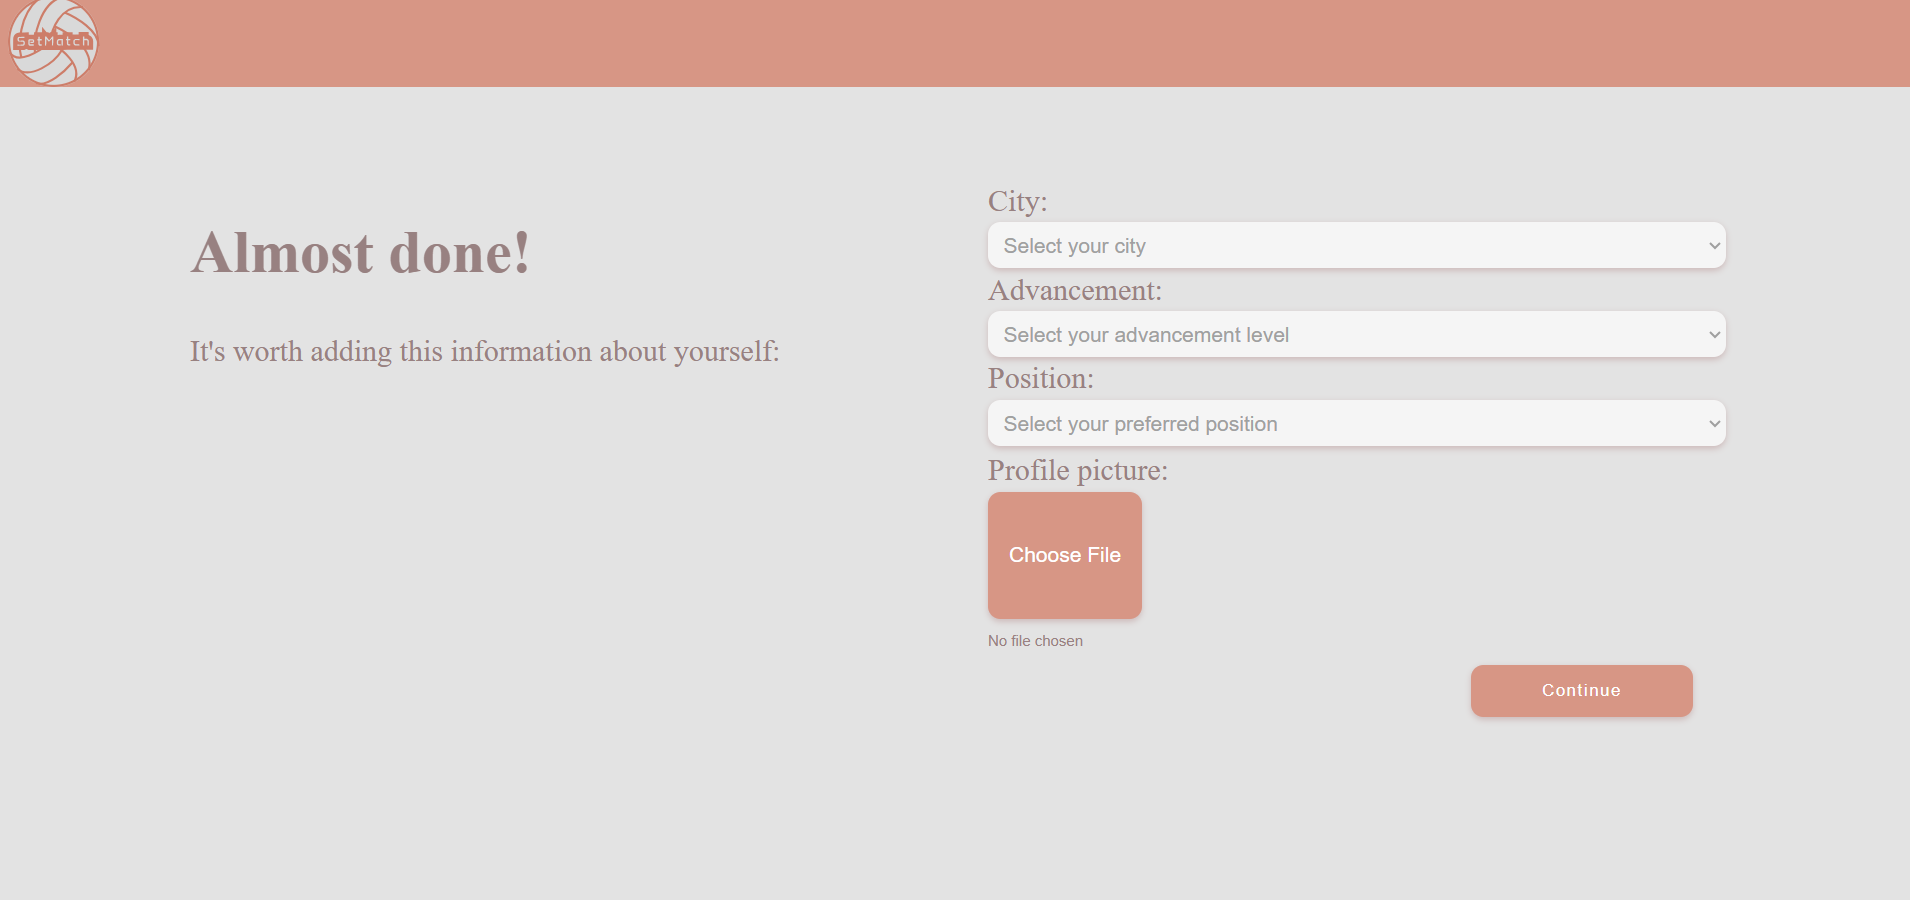 SetMatch
Almost done!
It's worth adding this information about yourself:
City:
Select your city
Advancement:
Select your advancement level
Position:
Select your preferred position
Profile picture:
Choose File
No file chosen
Continue